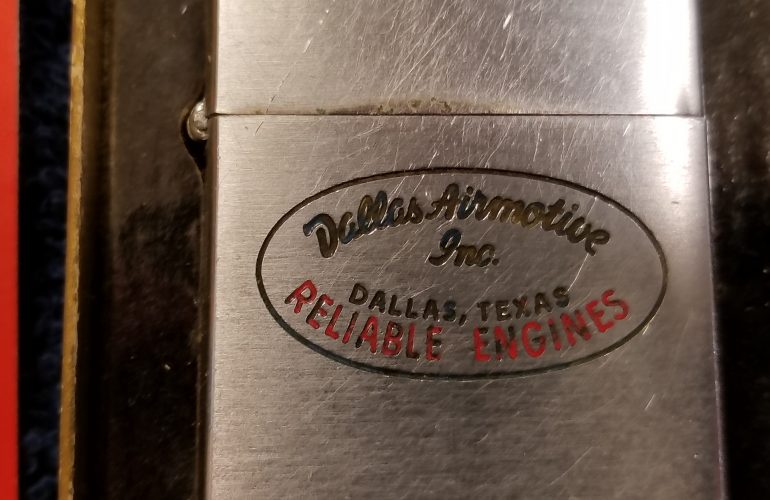 Dallas Airmotive
Inc.
DALLAS, TEXAS
RELIABLE ENGINES